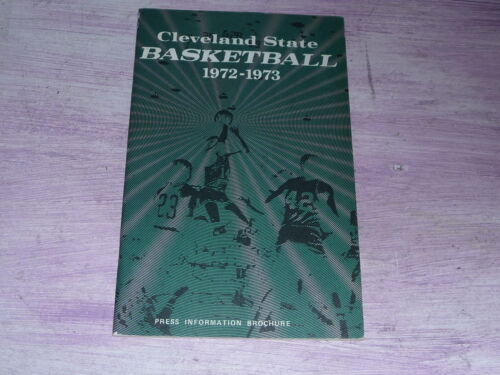 Cleveland State
BASKETBALL
1972-1973
23
42
PRESS INFORMATION BROCHURE